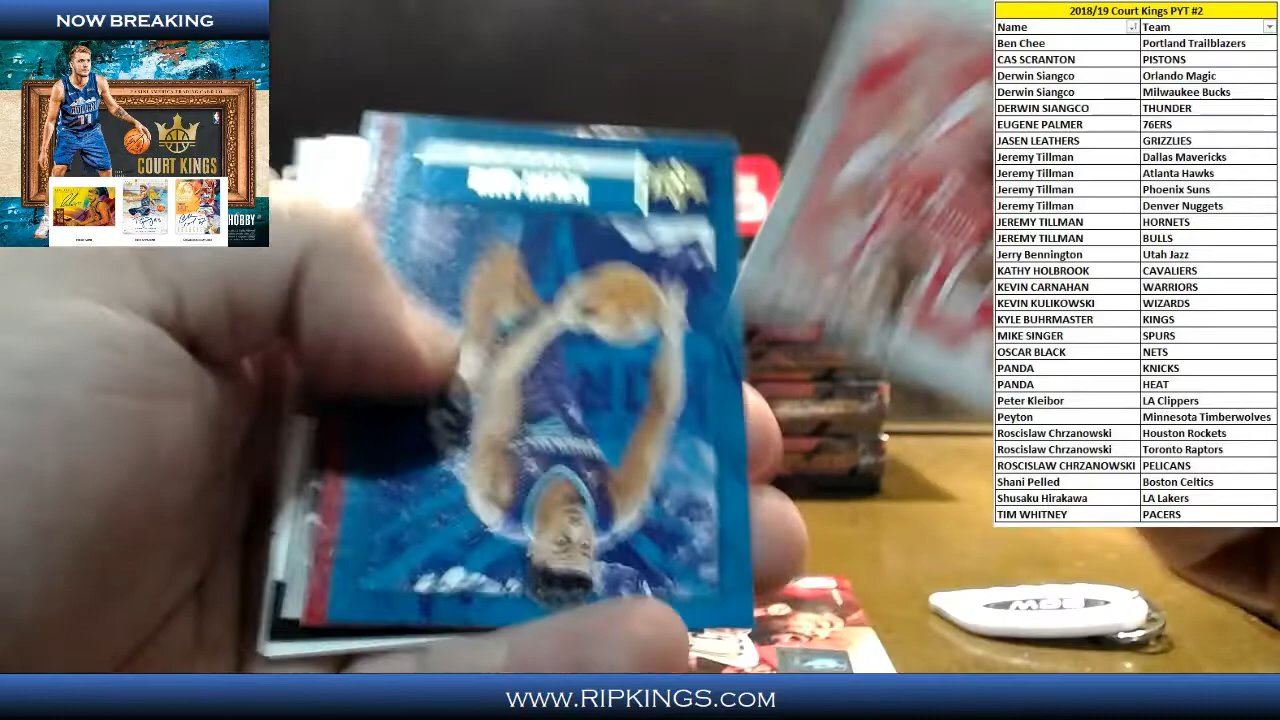 NOW BREAKING
PANINI AMERICA TRADING CARD CO.
COURT KINGS
HOBBY
2018/19 Court Kings PYT #2
Name Team
Ben Chee Portland Trailblazers
CAS SCRANTON PISTONS
Derwin Siangco Orlando Magic
Derwin Siangco Milwaukee Bucks
DERWIN SIANGCO THUNDER
EUGENE PALMER 76ERS
JASEN LEATHERS GRIZZLIES
Jeremy Tillman Dallas Mavericks
Jeremy Tillman Atlanta Hawks
Jeremy Tillman Phoenix Suns
Jeremy Tillman Denver Nuggets
JEREMY TILLMAN HORNETS
JEREMY TILLMAN BULLS
Jerry Bennington Utah Jazz
KATHY HOLBROOK CAVALIERS
KEVIN CARNAHAN WARRIORS
KEVIN KULIKOWSKI WIZARDS
KYLE BUHRMASTER KINGS
MIKE SINGER SPURS
OSCAR BLACK NETS
PANDA KNICKS
PANDA HEAT
Peter Kleibor LA Clippers
Peyton Minnesota Timberwolves
Roscislaw Chrzanowski Houston Rockets
Roscislaw Chrzanowski Toronto Raptors
ROSCISLAW CHRZANOWSKI PELICANS
Shani Pelled Boston Celtics
Shusaku Hirakawa LA Lakers
TIM WHITNEY PACERS
WWW.RIPKINGS.COM